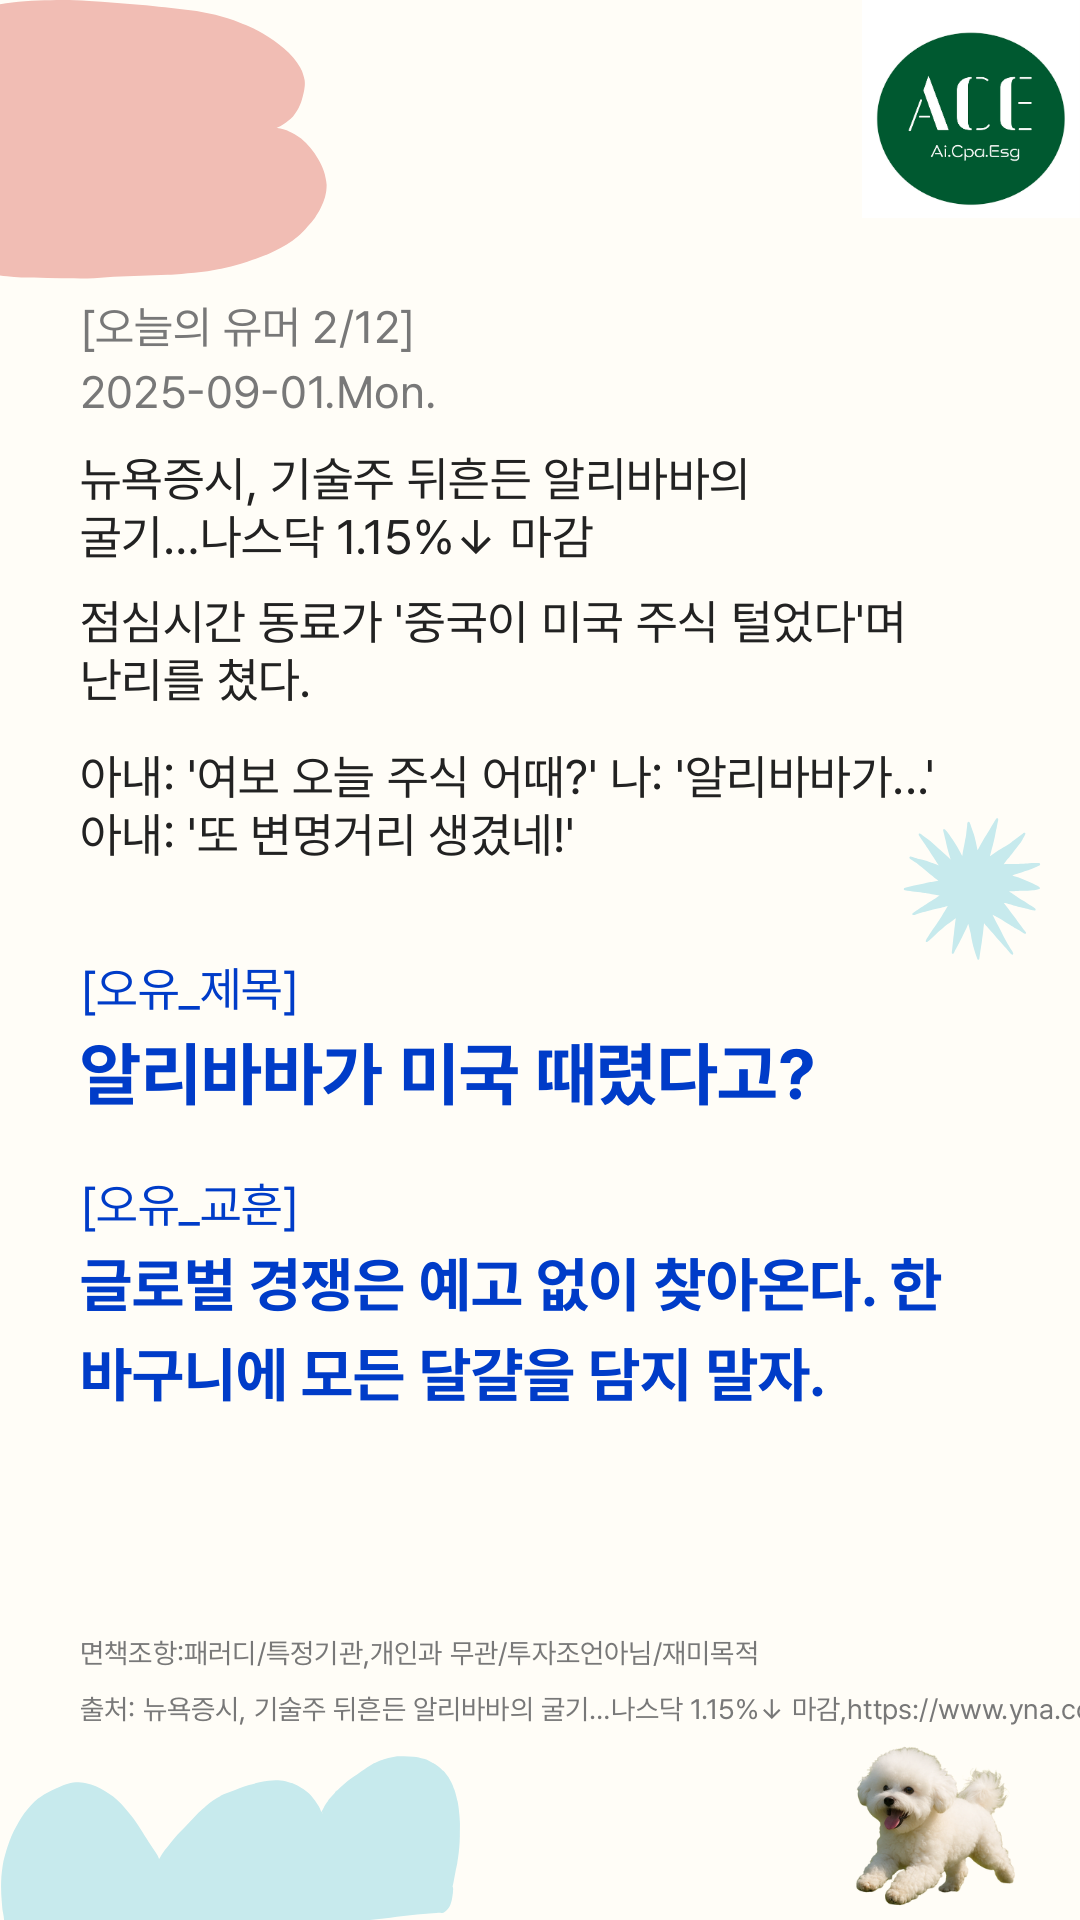 ACE
Ai.Cpa.Esg
[오늘의 유머 2/12]
2025-09-01.Mon.
뉴욕증시, 기술주 뒤흔든 알리바바의
굴기...나스닥 1.15%↓ 마감
점심시간 동료가 '중국이 미국 주식 털었다'며
난리를 쳤다.
아내: '여보 오늘 주식 어때?' 나: '알리바바가...'
아내: '또 변명거리 생겼네!'
[오유_제목]
알리바바가 미국 때렸다고?
[오유_교훈]
글로벌 경쟁은 예고 없이 찾아온다. 한
바구니에 모든 달걀을 담지 말자.
면책조항:패러디/특정기관,개인과 무관/투자조언아님/재미목적
출처: 뉴욕증시, 기술주 뒤흔든 알리바바의 굴기...나스닥 1.15%↓ 마감,https://www.yna.co